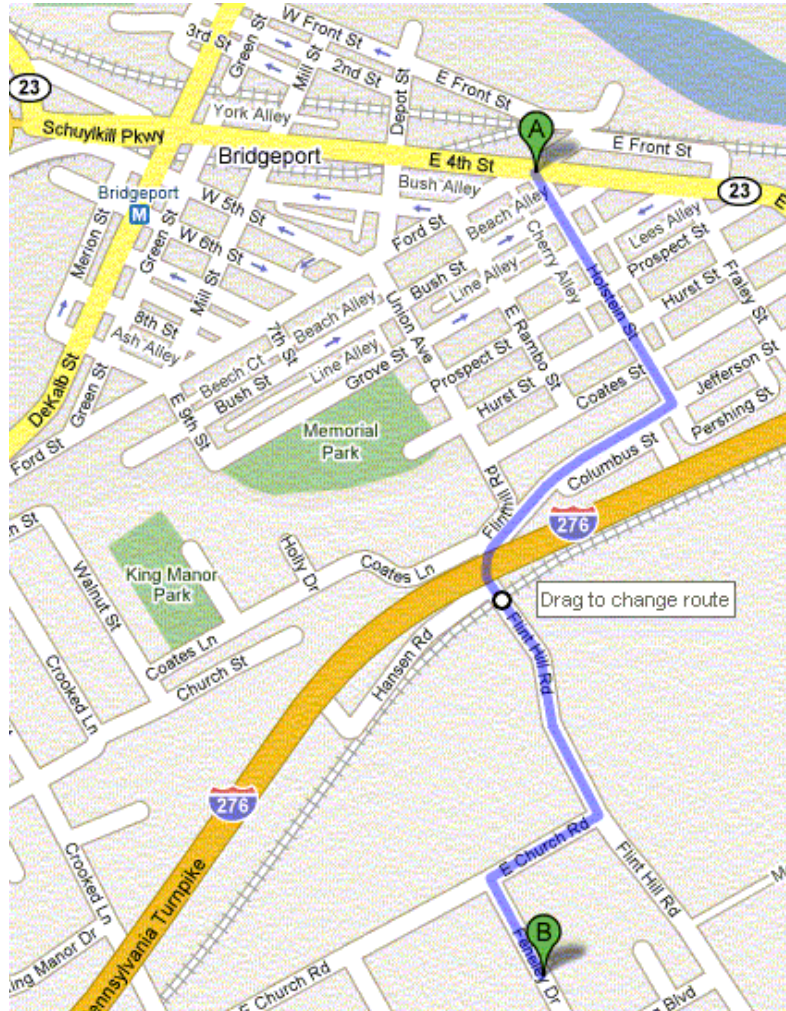 W Front St
3rd St
Green St
Mill St
2nd St
Depot St
E Front St
23
York Alley
Schuylkill Pkwy
Bridgeport
E 4th St
A
E Front St
Bush Alley
23
E
Bridgeport
M
W 5th St
Merion St
Green St
W 6th St
Ford St
Beach Alley
Lees Alley
Mill St
Bush St
Cherry Alley
Prospect St
Line Alley
Holstein St
Fraley St
8th St
Ash Alley
7th St
Beach Alley
Union Ave
E Rambo St
Hurst St
DeKalb St
Green St
Beech Ct
Bush St
Line Alley
Grove St
Prospect St
Coates St
Jefferson St
E 9th St
Hurst St
Pershing St
Ford St
Memorial
Park
Flint Hill Rd
Columbus St
276
n St
Flint
King Manor
Park
Holly Dr
Coates Ln
Walnut St
Drag to change route
Coates Ln
Church St
Hansen Rd
Flint Hill Rd
Crooked Ln
276
E Church Rd
Flint Hill Rd
Crooked Ln
Pennsylvania Turnpike
M
B
ing Manor Dr
E Church Rd
Dr
Blvd